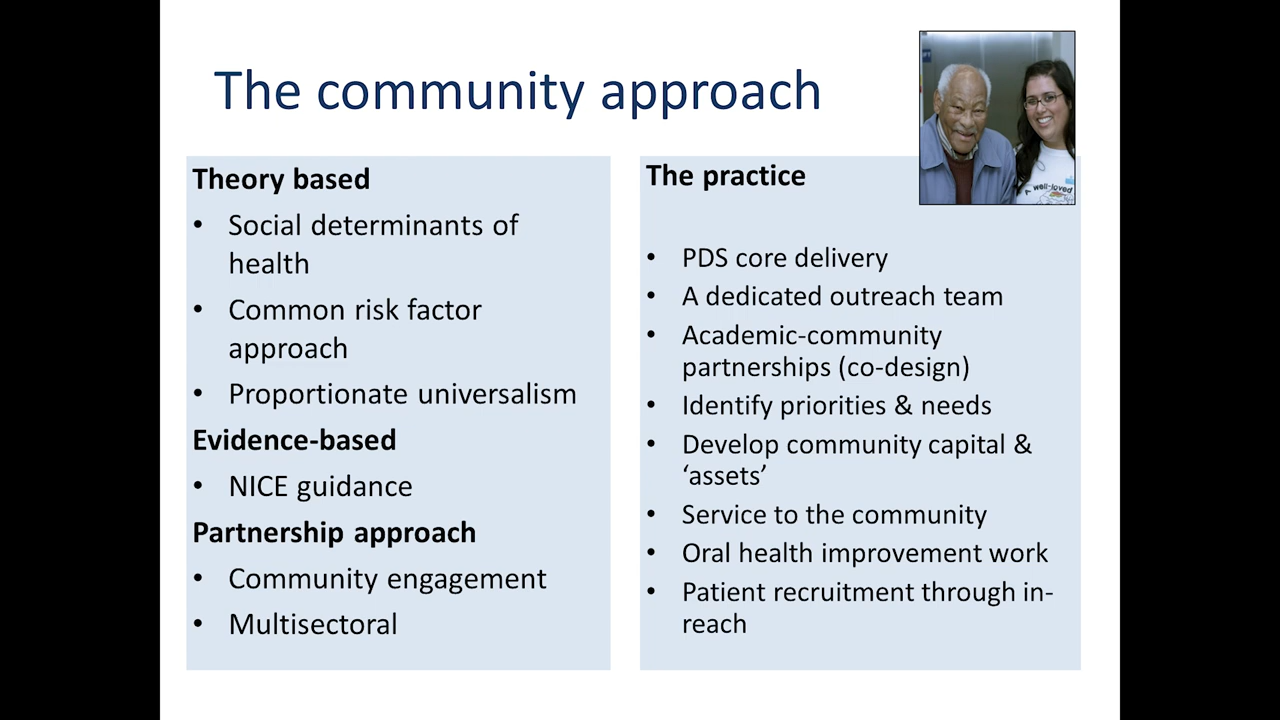 The community approach
Theory based
• Social determinants of
health
• Common risk factor
approach
• Proportionate universalism
Evidence-based
• NICE guidance
Partnership approach
• Community engagement
• Multisectoral
The practice
• PDS core delivery
• A dedicated outreach team
• Academic-community
partnerships (co-design)
• Identify priorities & needs
• Develop community capital &
‘assets’
• Service to the community
• Oral health improvement work
• Patient recruitment through in-
reach
well-loved